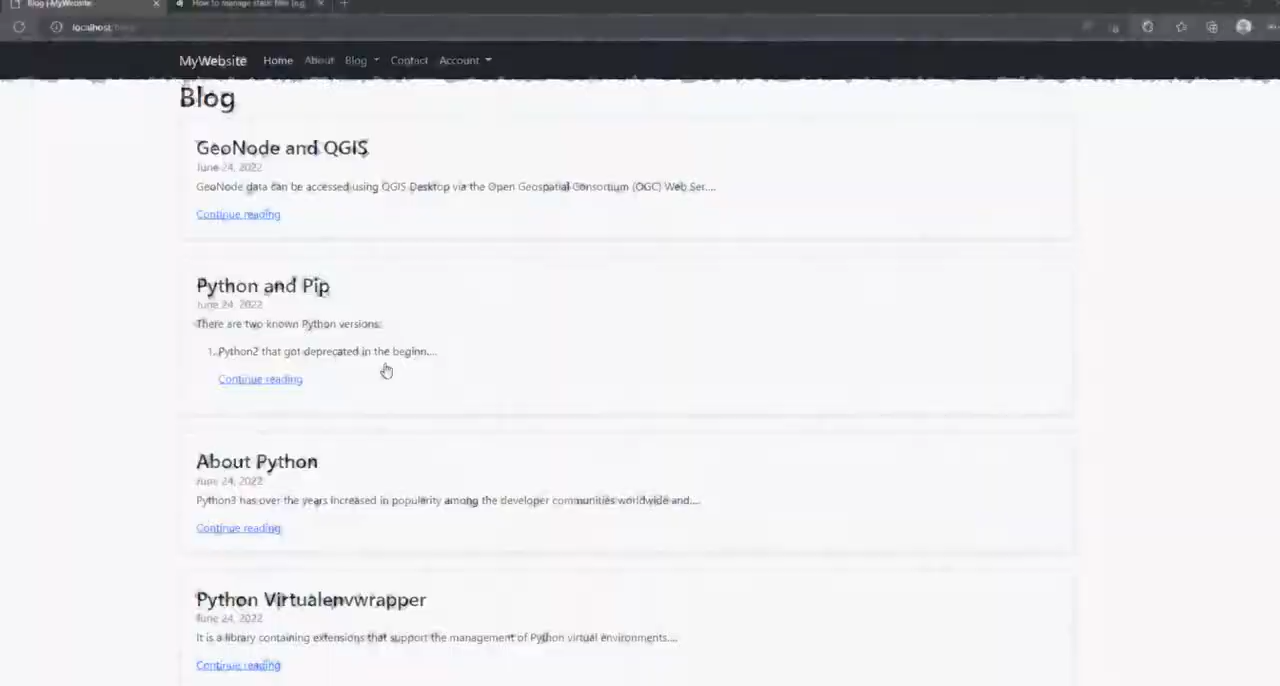 Blog | MyWebsite
How to manage static files (e.g.
localhost
MyWebsite Home About Blog Contact Account
Blog
GeoNode and QGIS
June 24, 2022
GeoNode data can be accessed using QGIS Desktop via the Open Geospatial Consortium (OGC) Web Ser....
Continue reading
Python and Pip
June 24, 2022
There are two known Python versions:
1. Python2 that got deprecated in the beginn....
Continue reading
About Python
June 24, 2022
Python3 has over the years increased in popularity among the developer communities worldwide and....
Continue reading
Python Virtualenvwrapper
June 24, 2022
It is a library containing extensions that support the management of Python virtual environments....
Continue reading